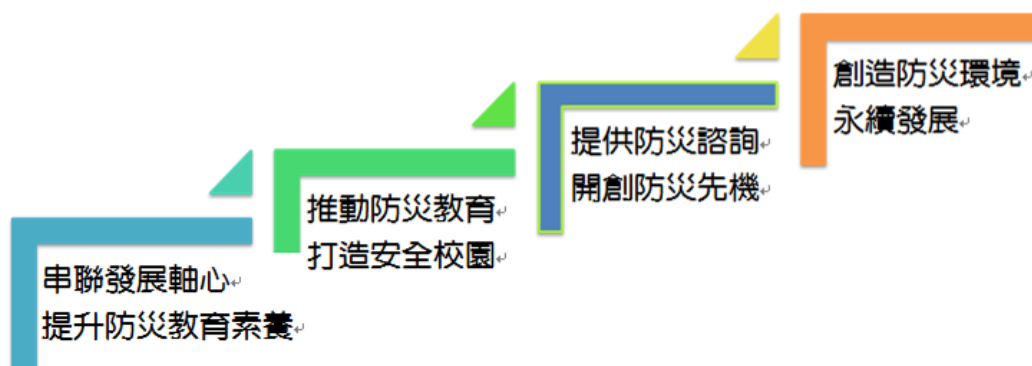 串聯發展軸心
提升防災教育素養
推動防災教育
打造安全校園
提供防災諮詢
開創防災先機
創造防災環境
永續發展